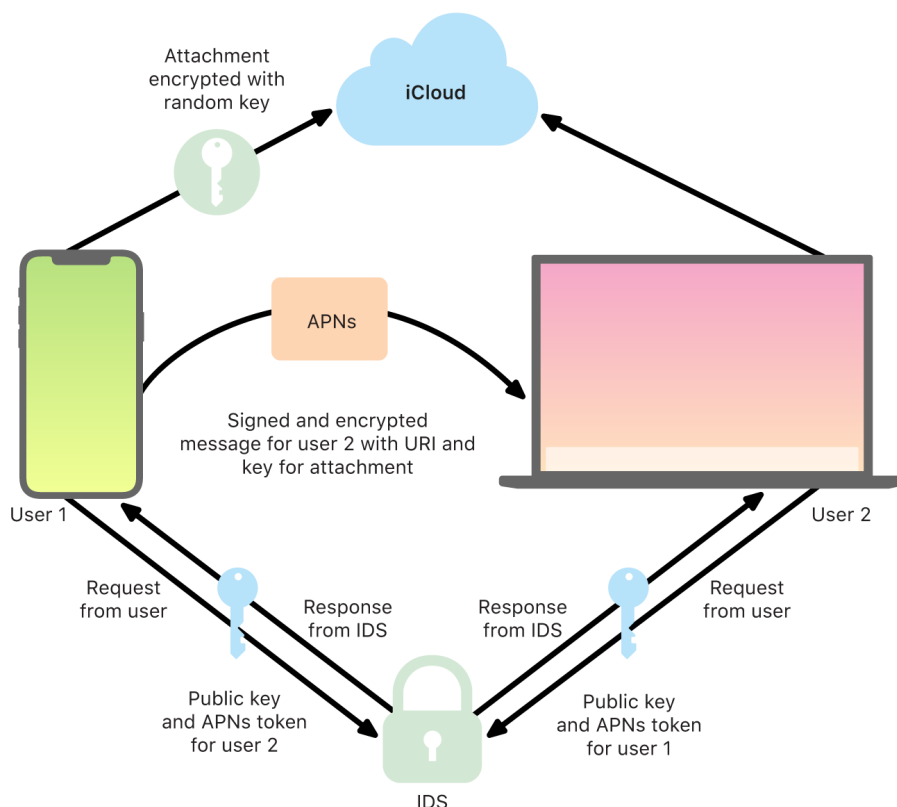 Attachment
encrypted with
random key
iCloud
APNs
Signed and encrypted
message for user 2 with URI and
key for attachment
User 1
User 2
Request
from user
Response
from IDS
Response
from IDS
Request
from user
Public key
and APNs token
for user 2
Public key
and APNs token
for user 1
IDS